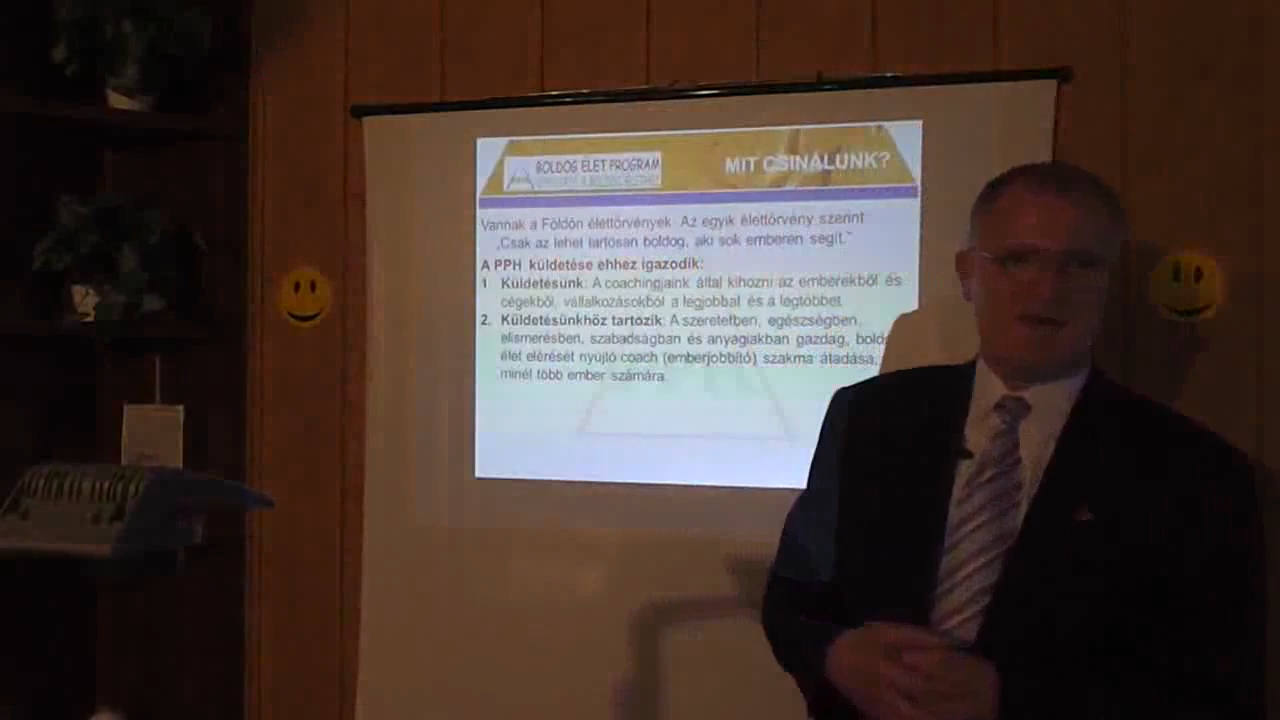 BOLDOG ÉLET PROGRAM
MIT CSINÁLUNK?
Vannak a Földön élettörvények. Az egyik élettörvény szerint
„Csak az lehet tartósan boldog, aki sok emberen segít.”
A PPH küldetése ehhez igazodik:
1 Küldetésünk: A coachingjaink által kihozni az emberekből és
cégekből, vállalkozásokból a legjobbat és a legtöbbet
2. Küldetésünkhöz tartozik: A szeretetben, egészségben,
elismerésben, szabadságban és anyagiakban gazdag,
élet elérését nyújtó coach (emberjobbító) szakma átadása,
minél több ember számára.